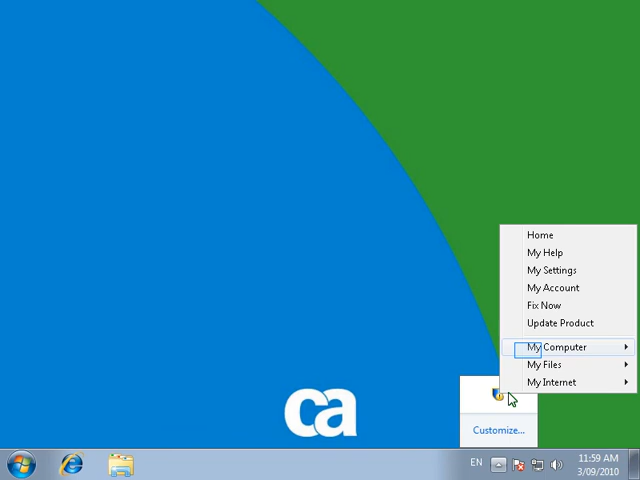 Home
My Help
My Settings
My Account
Fix Now
Update Product
My Computer
My Files
My Internet
ca
Customize...
EN
11:59 AM
3/09/2010